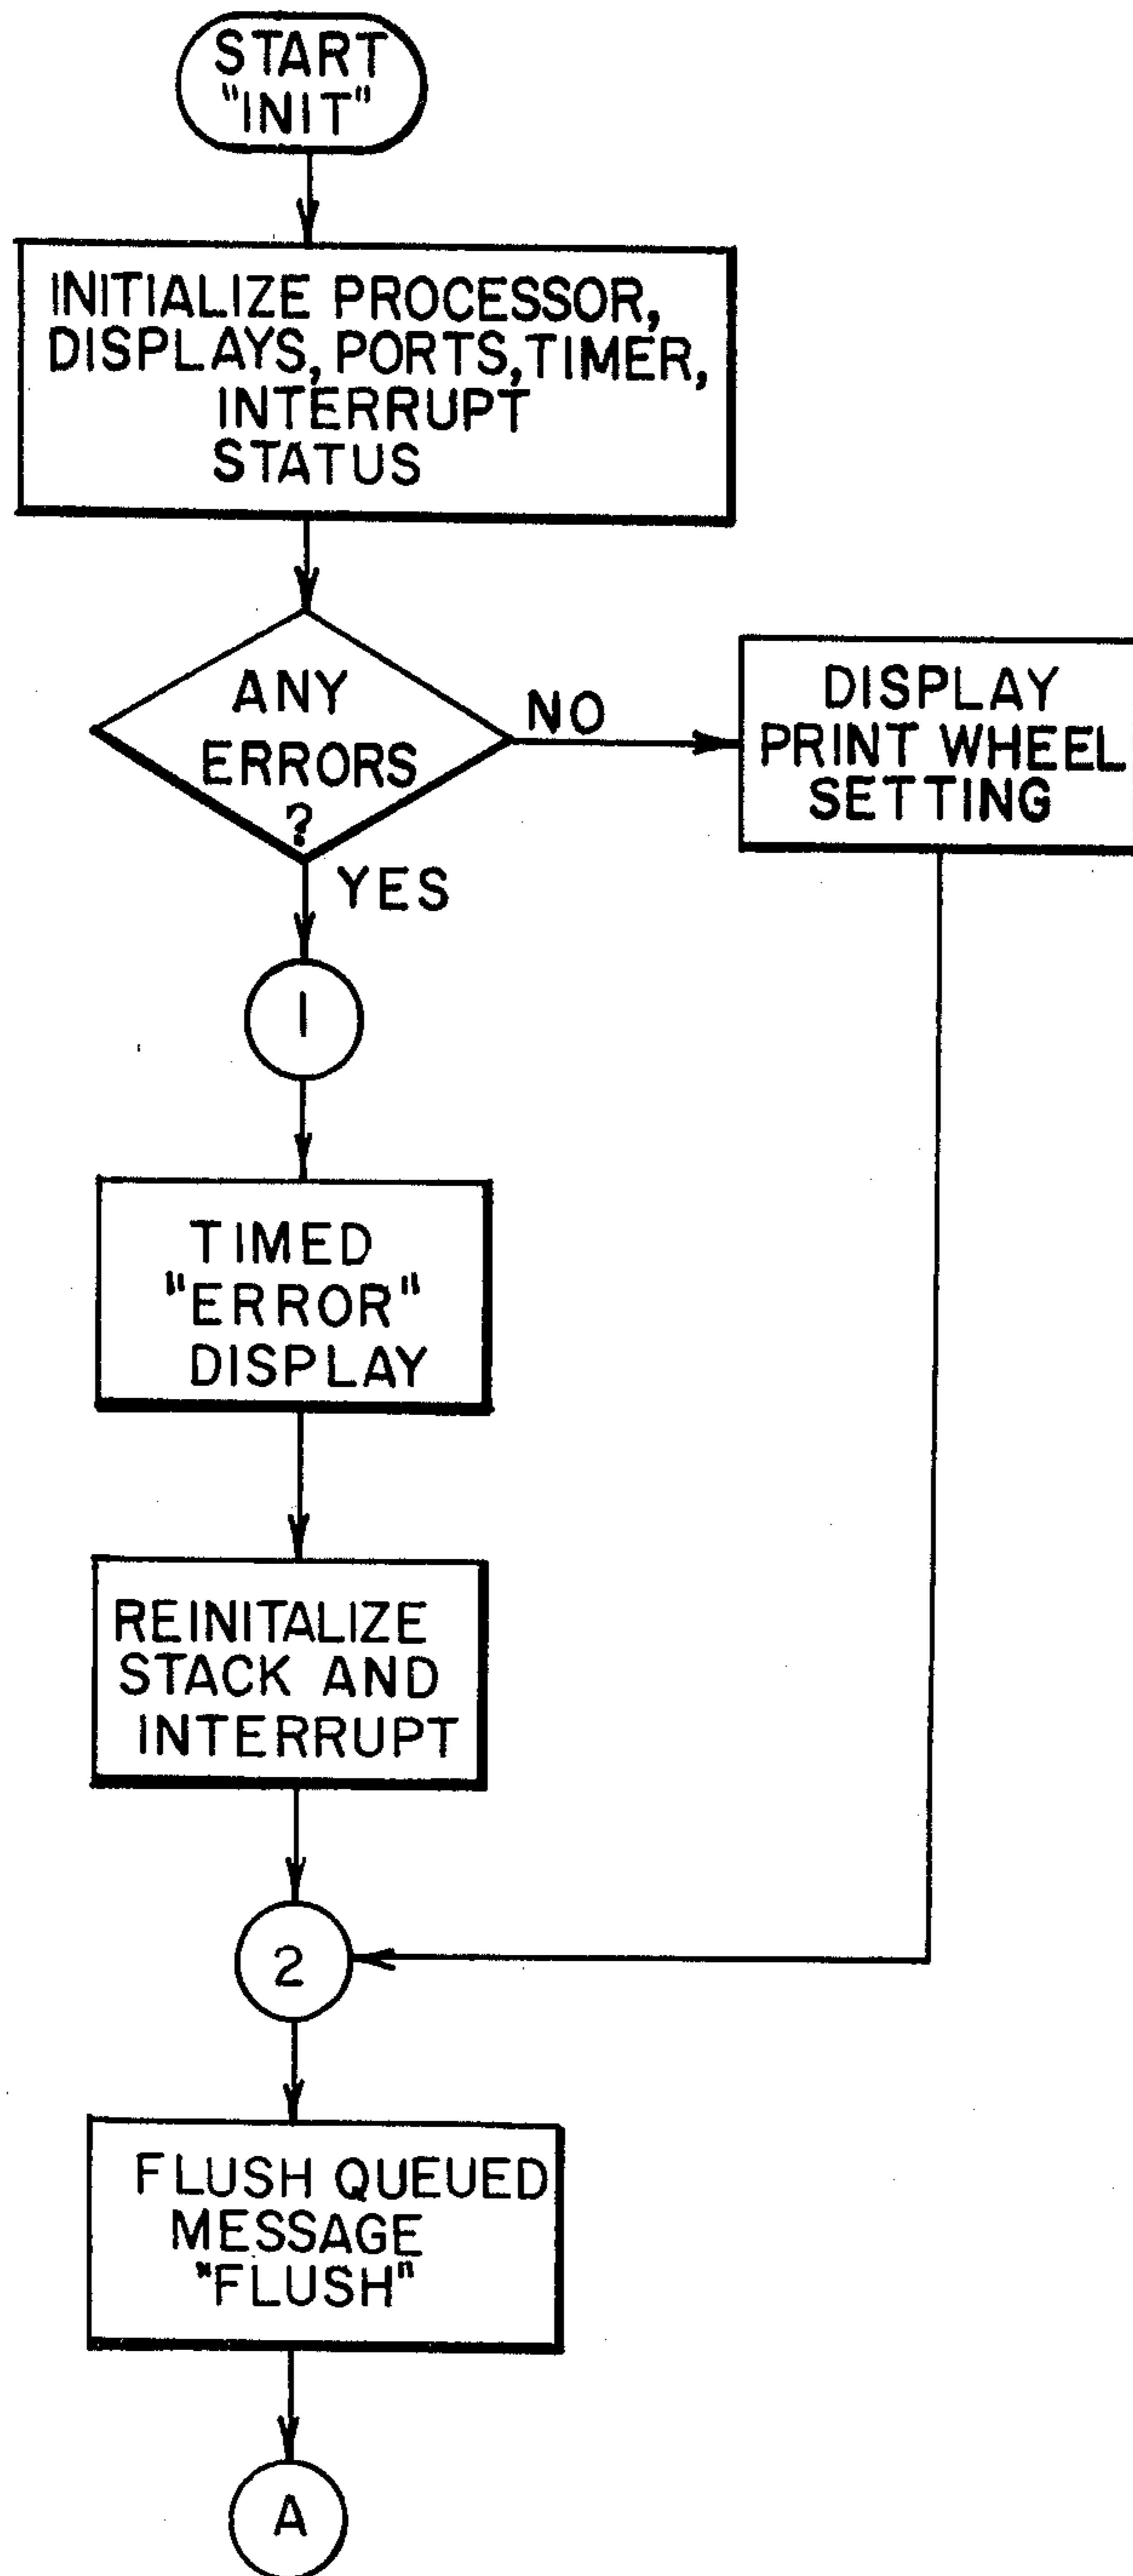 START
"INIT"
INITIALIZE PROCESSOR,
DISPLAYS, PORTS, TIMER,
INTERRUPT
STATUS
ANY
ERRORS
?
NO
DISPLAY
PRINT WHEEL
SETTING
YES
1
TIMED
"ERROR"
DISPLAY
REINITALIZE
STACK AND
INTERRUPT
2
FLUSH QUEUED
MESSAGE
"FLUSH"
A